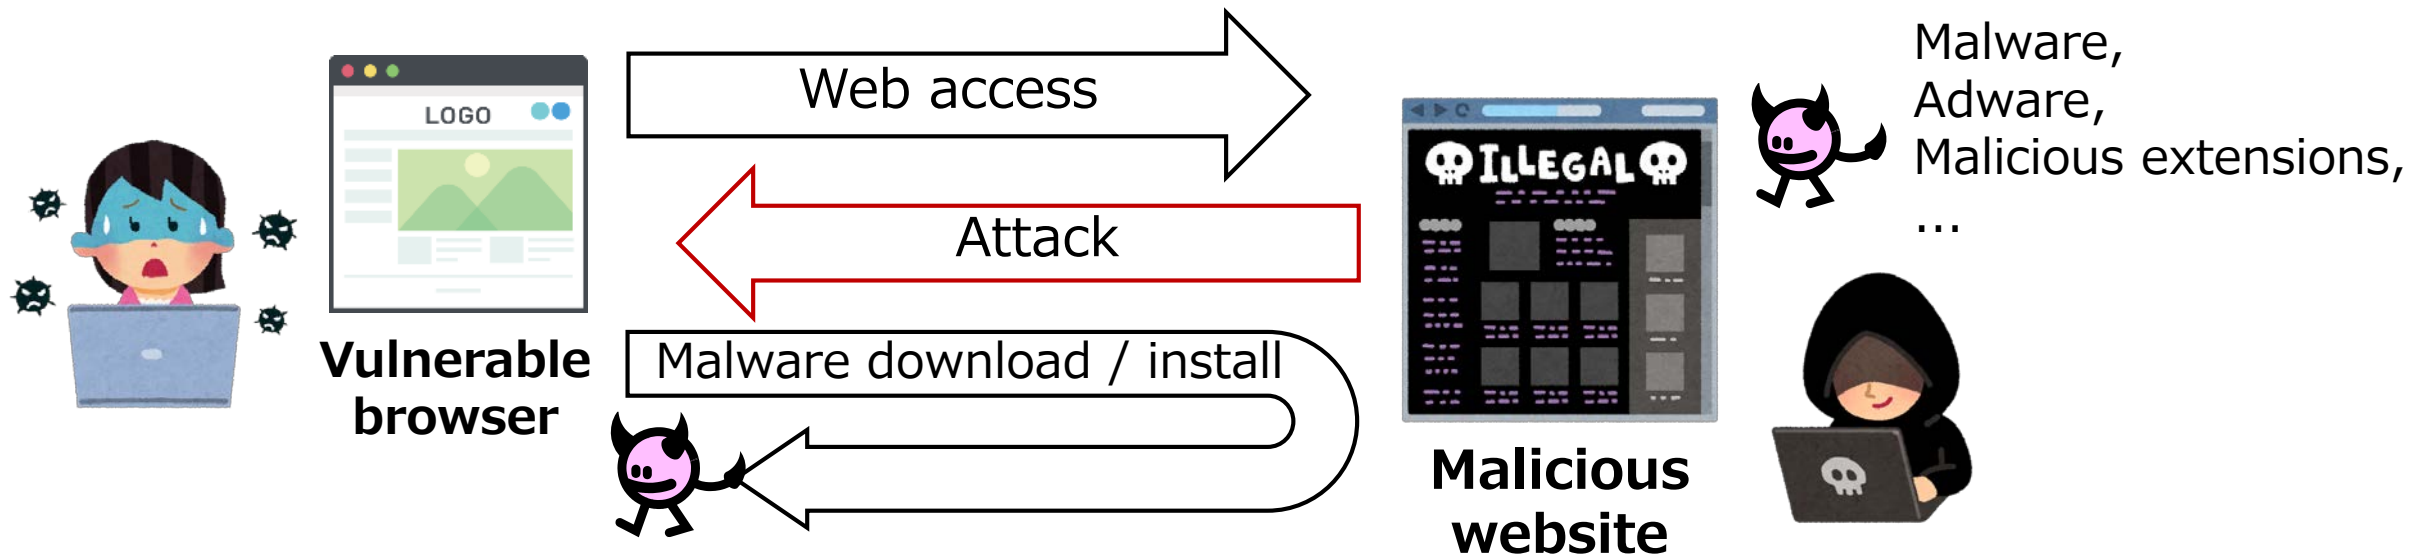 LOGO
Vulnerable
browser
Web access
Attack
Malware download / install
ILLEGAL
Malicious
website
Malware,
Adware,
Malicious extensions,
...